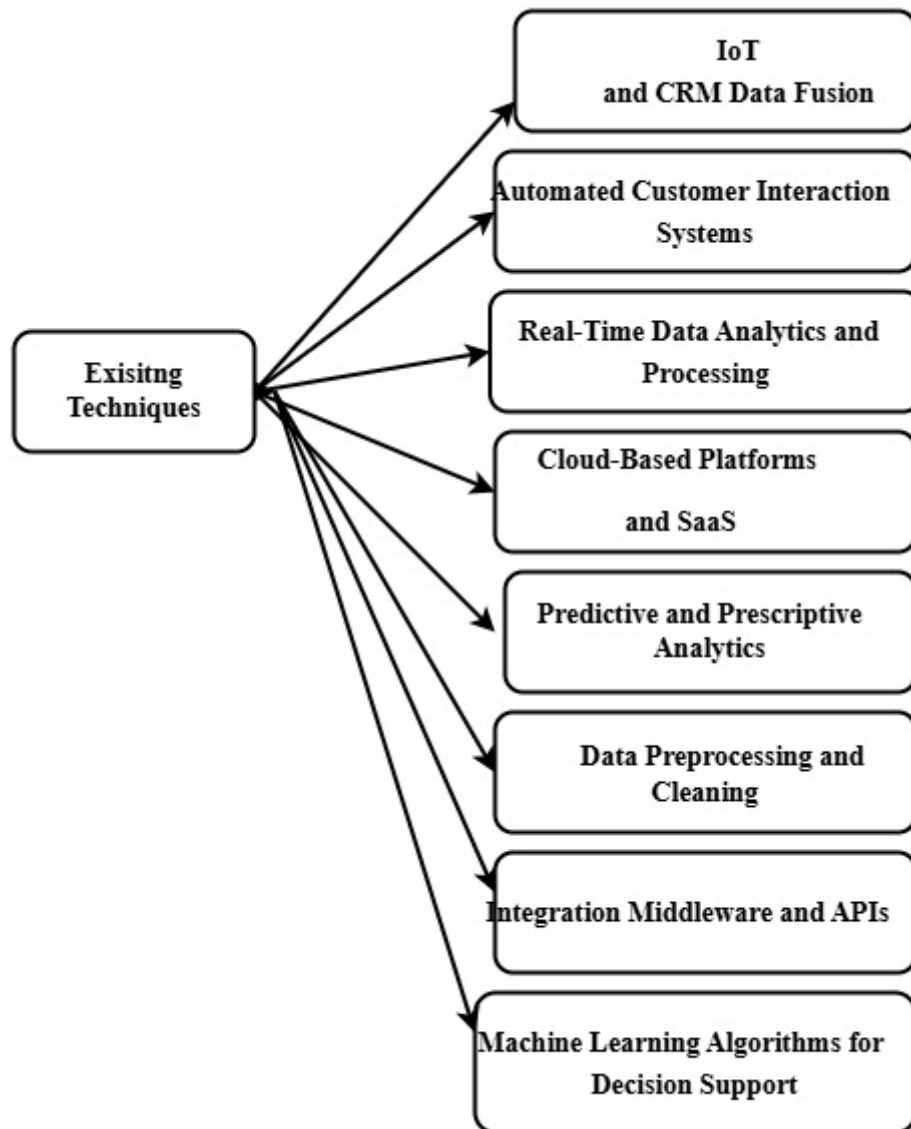 IoT
and CRM Data Fusion
Automated Customer Interaction
Systems
Real-Time Data Analytics and
Processing
Exisitng
Techniques
Cloud-Based Platforms
and SaaS
Predictive and Prescriptive
Analytics
Data Preprocessing and
Cleaning
Integration Middleware and APIs
Machine Learning Algorithms for
Decision Support